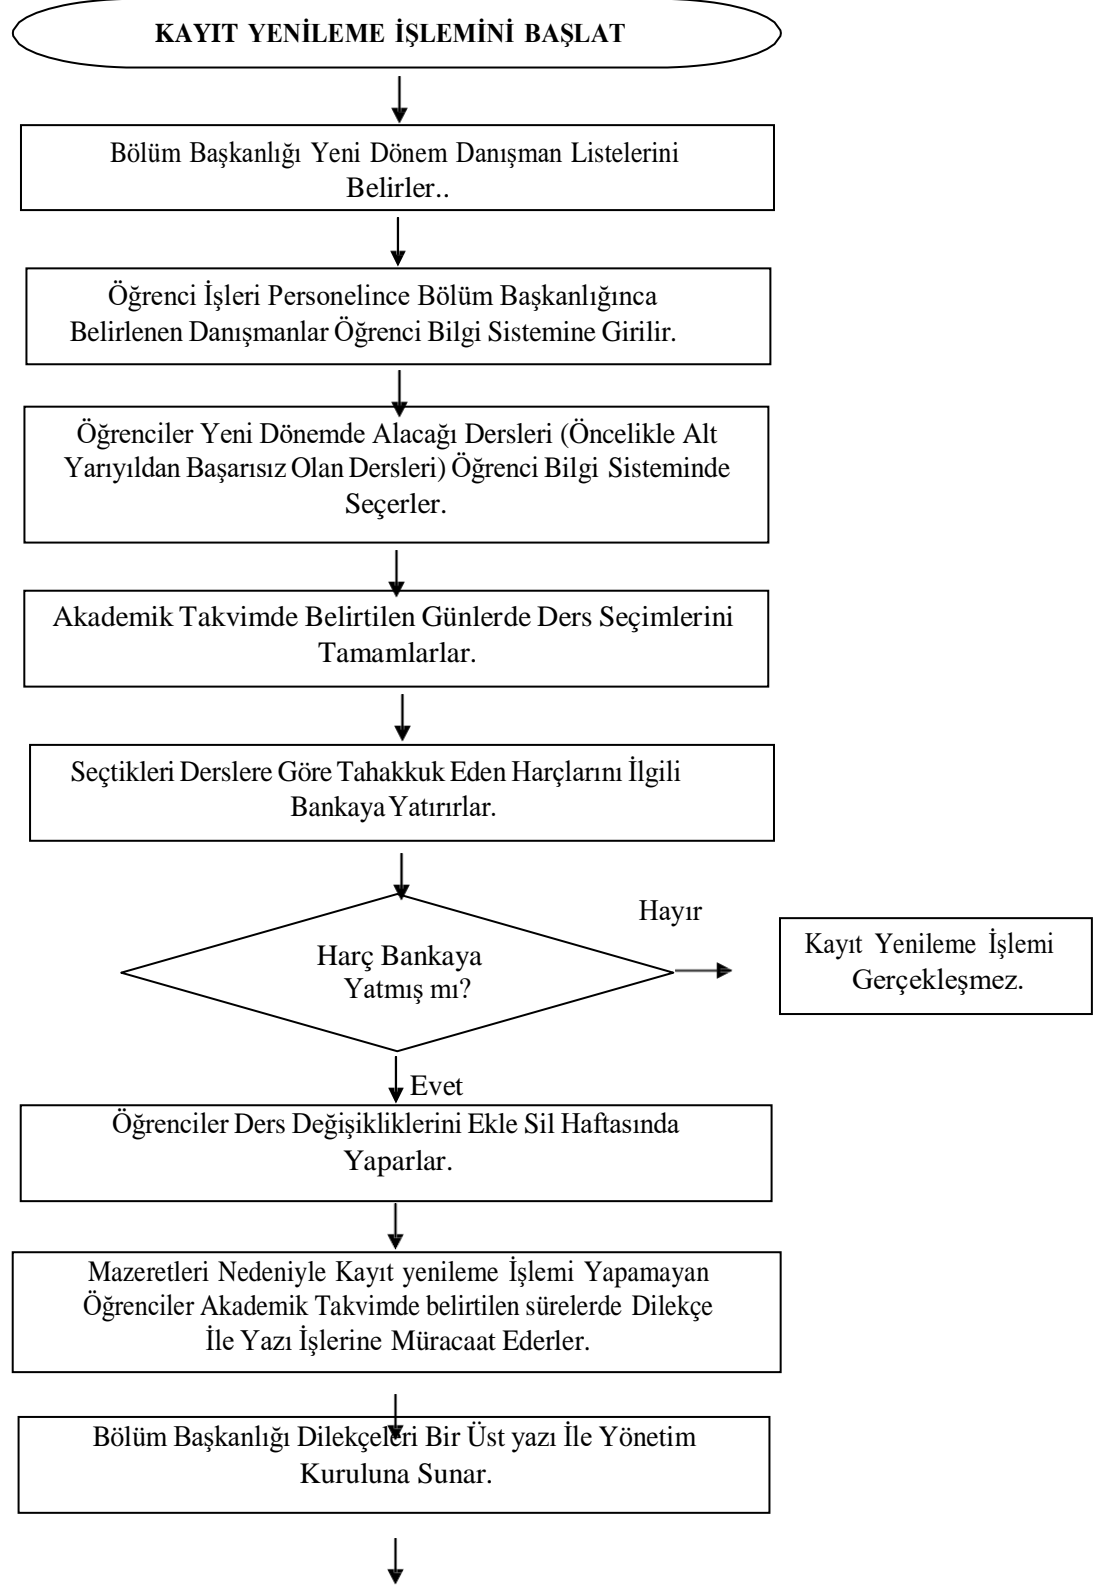 KAYIT YENİLEME İŞLEMİNİ BAŞLAT
Bölüm Başkanlığı Yeni Dönem Danışman Listelerini
Belirler..
Öğrenci İşleri Personelince Bölüm Başkanlığınca
Belirlenen Danışmanlar Öğrenci Bilgi Sistemine Girilir.
Öğrenciler Yeni Dönemde Alacağı Dersleri (Öncelikle Alt
Yarıyıldan Başarısız Olan Dersleri) Öğrenci Bilgi Sisteminde
Seçerler.
Akademik Takvimde Belirtilen Günlerde Ders Seçimlerini
Tamamlarlar.
Seçtikleri Derslere Göre Tahakkuk Eden Harçlarını İlgili
Bankaya Yatırırlar.
Hayır
Harç Bankaya
Yatmış mı?
Kayıt Yenileme İşlemi
Gerçekleşmez.
Evet
Öğrenciler Ders Değişikliklerini Ekle Sil Haftasında
Yaparlar.
Mazeretleri Nedeniyle Kayıt yenileme İşlemi Yapamayan
Öğrenciler Akademik Takvimde belirtilen sürelerde Dilekçe
İle Yazı İşlerine Müracaat Ederler.
Bölüm Başkanlığı Dilekçeleri Bir Üst yazı İle Yönetim
Kuruluna Sunar.